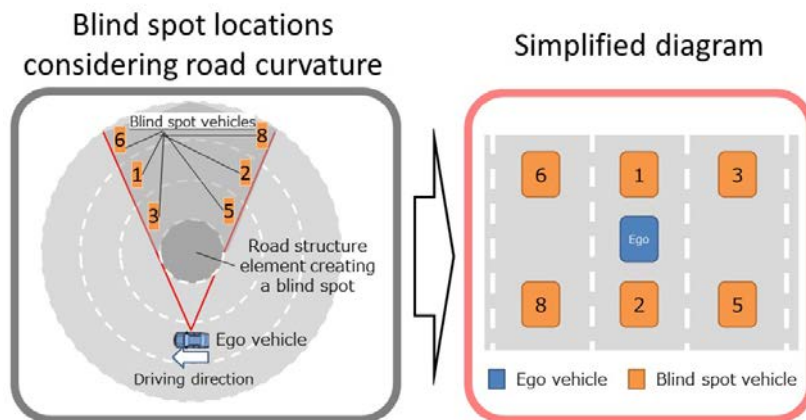 Blind spot locations
considering road curvature
Blind spot vehicles
6
8
1
2
3
5
Road structure
element creating
a blind spot
Ego vehicle
Driving direction
Simplified diagram
6
1
3
Ego
8
2
5
Ego vehicle
Blind spot vehicle